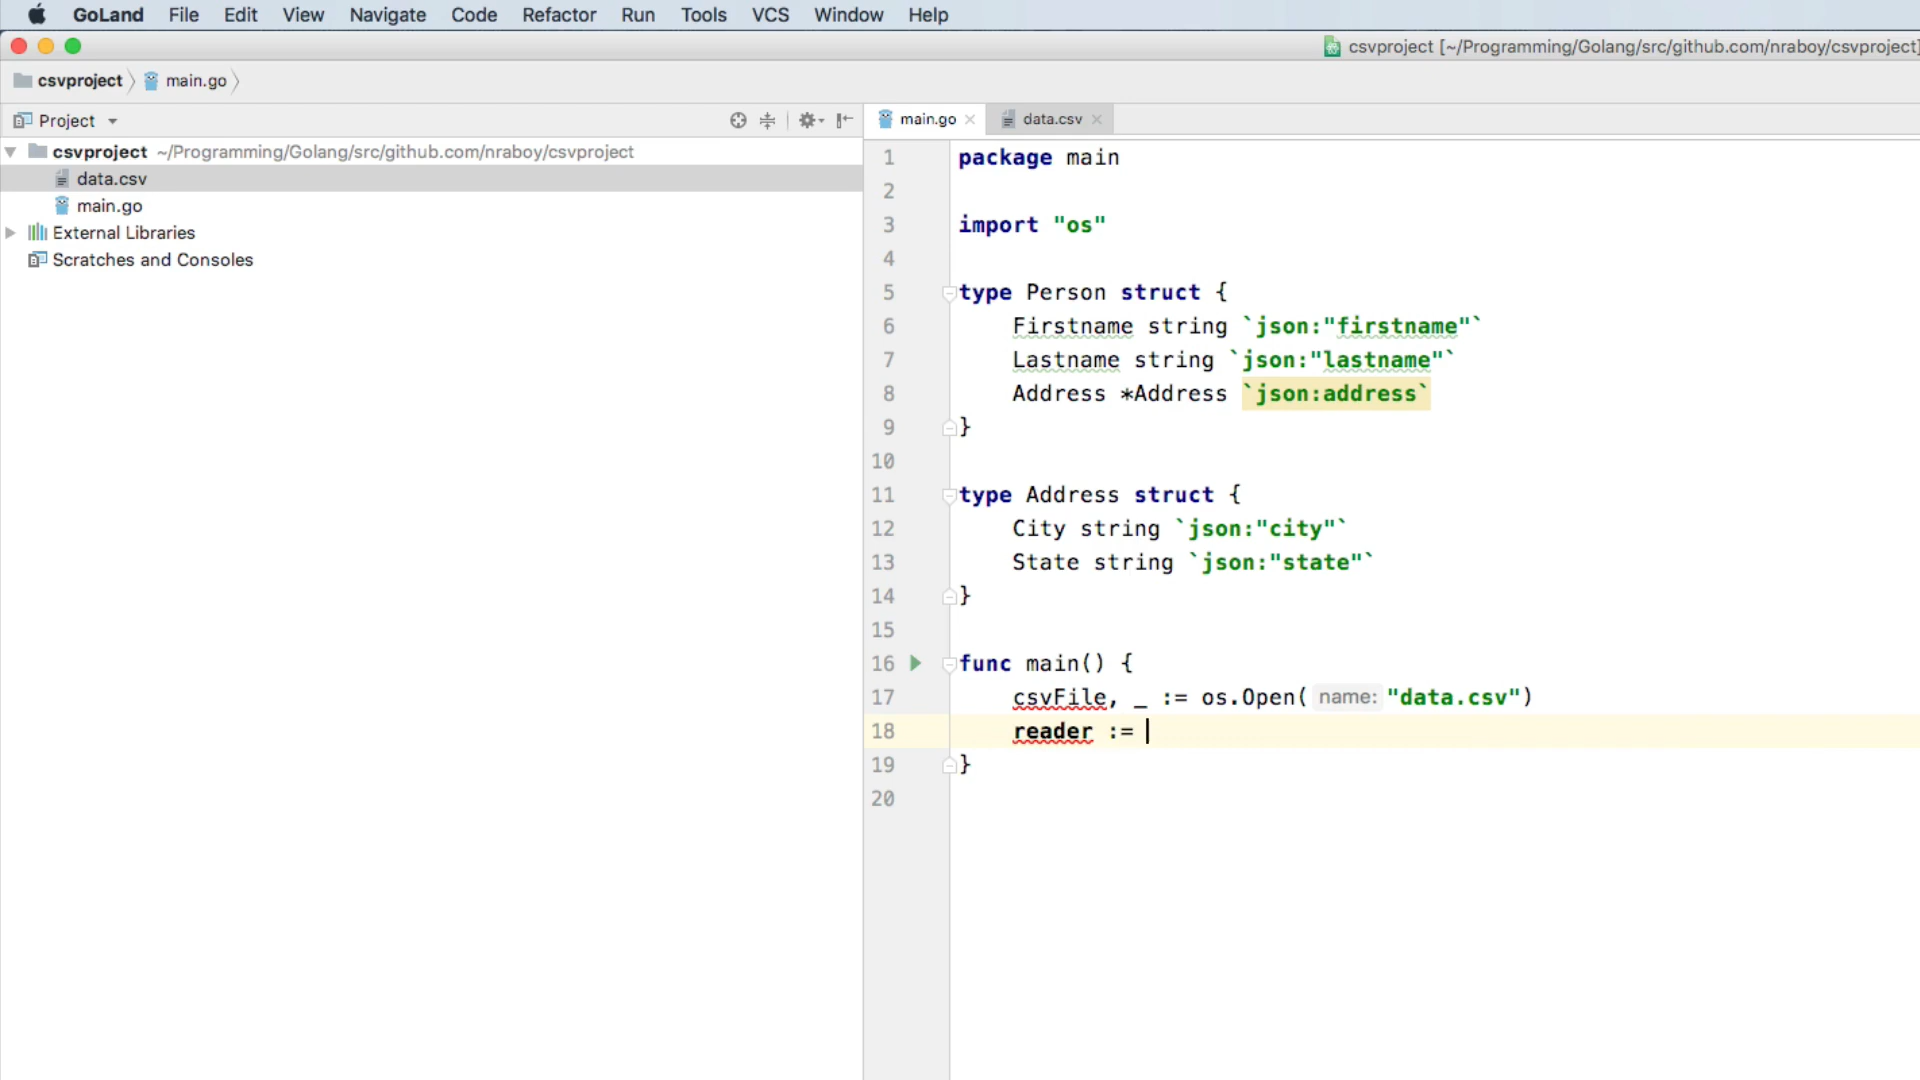 GoLand File Edit View Navigate Code Refactor Run Tools VCS Window Help
csvproject [~/Programming/Golang/src/github.com/nraboy/csvproject]
csvproject main.go
Project
main.go data.csv
csvproject ~/Programming/Golang/src/github.com/nraboy/csvproject
data.csv
main.go
External Libraries
Scratches and Consoles
1 package main
2
3 import "os"
4
5 type Person struct {
6 Firstname string `json:"firstname"`
7 Lastname string `json:"lastname"`
8 Address *Address `json:address`
9 }
10
11 type Address struct {
12 City string `json:"city"`
13 State string `json:"state"`
14 }
15
16 func main() {
17 csvFile, _ := os.Open( name: "data.csv")
18 reader :=
19 }
20